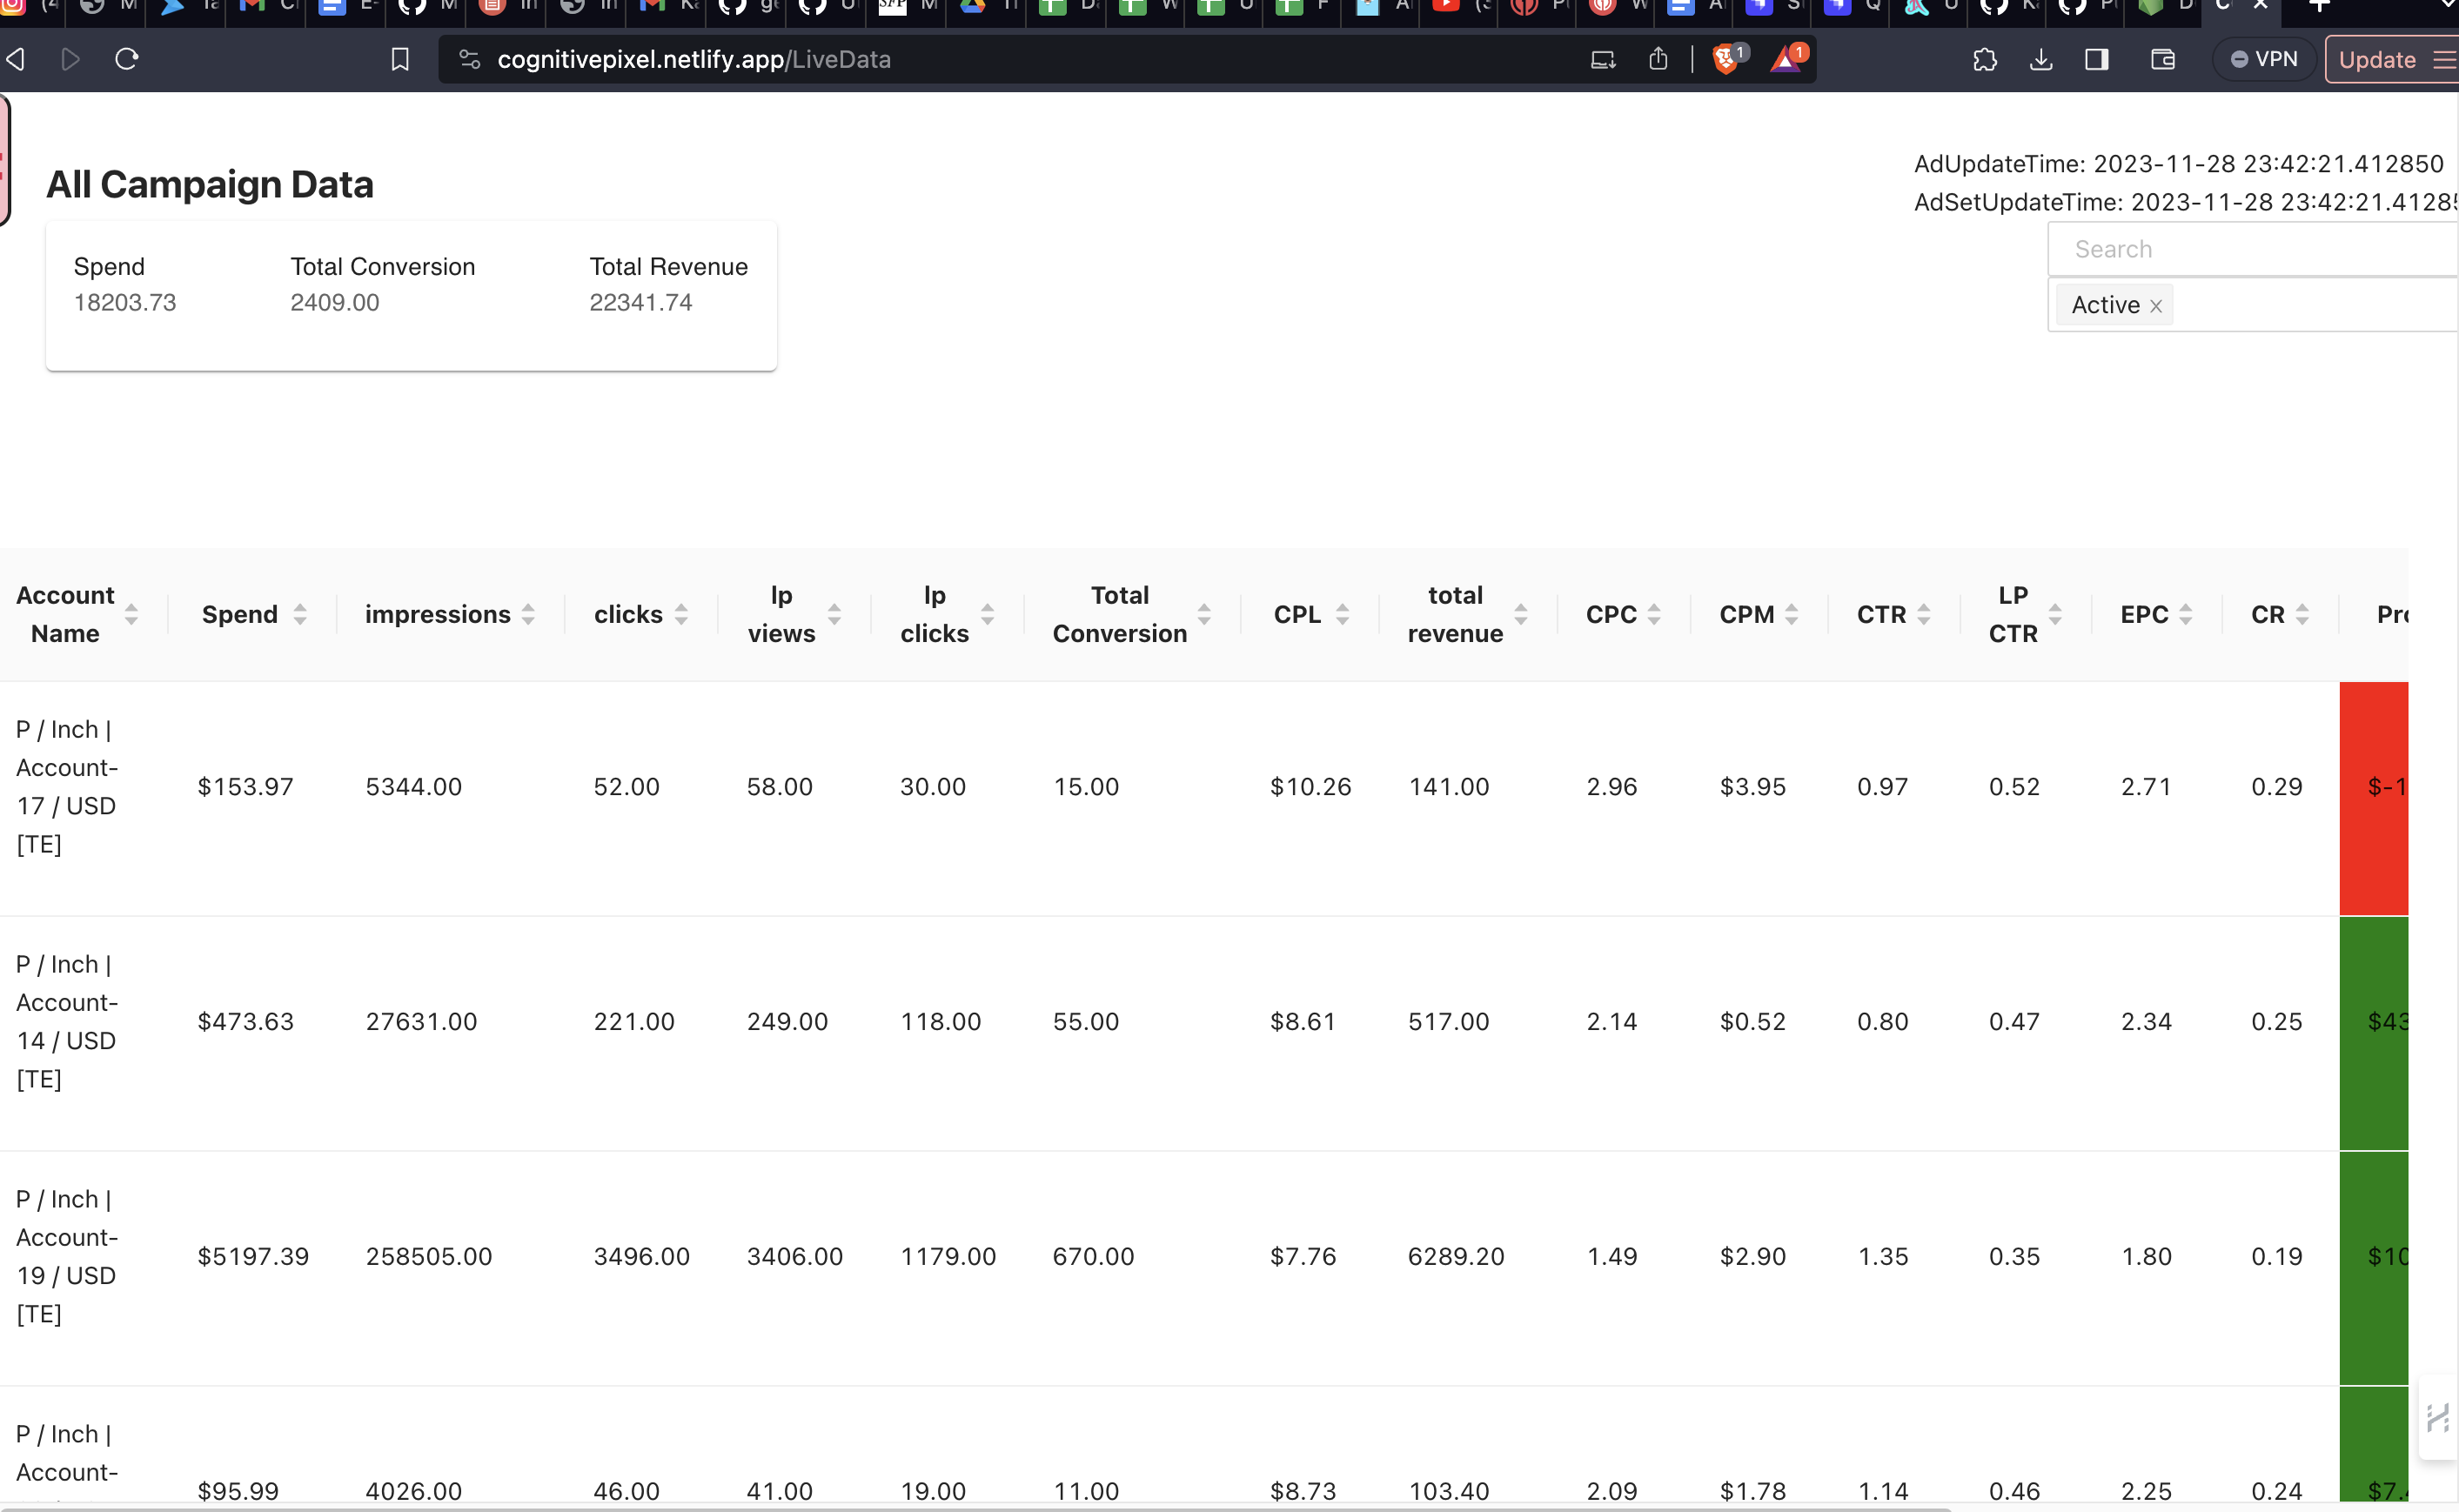 cognitivepixel.netlify.app/LiveData
1
1
VPN
Update
All Campaign Data
AdUpdateTime: 2023-11-28 23:42:21.412850
AdSetUpdateTime: 2023-11-28 23:42:21.4128
Spend
Total Conversion
Total Revenue
18203.73
2409.00
22341.74
Search
Active
Account Name
Spend
impressions
clicks
lp views
lp clicks
Total Conversion
CPL
total revenue
CPC
CPM
CTR
LP CTR
EPC
CR
P / Inch |
Account-
17 / USD
[TE]
$153.97 5344.00 52.00 58.00 30.00 15.00 $10.26 141.00 2.96 $3.95 0.97 0.52 2.71 0.29 $-1
P / Inch |
Account-
14 / USD
[TE]
$473.63 27631.00 221.00 249.00 118.00 55.00 $8.61 517.00 2.14 $0.52 0.80 0.47 2.34 0.25 $43
P / Inch |
Account-
19 / USD
[TE]
$5197.39 258505.00 3496.00 3406.00 1179.00 670.00 $7.76 6289.20 1.49 $2.90 1.35 0.35 1.80 0.19 $10
P / Inch |
Account-
$95.99 4026.00 46.00 41.00 19.00 11.00 $8.73 103.40 2.09 $1.78 1.14 0.46 2.25 0.24 $7.